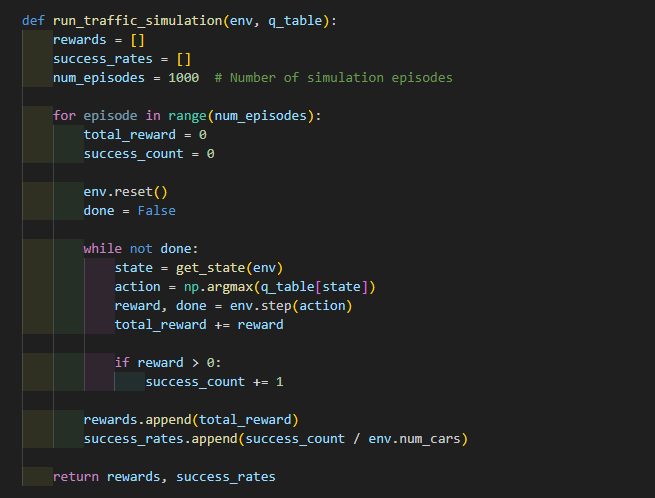 def run_traffic_simulation(env, q_table):
    rewards = []
    success_rates = []
    num_episodes = 1000  # Number of simulation episodes

    for episode in range(num_episodes):
        total_reward = 0
        success_count = 0

        env.reset()
        done = False

        while not done:
            state = get_state(env)
            action = np.argmax(q_table[state])
            reward, done = env.step(action)
            total_reward += reward

            if reward > 0:
                success_count += 1

        rewards.append(total_reward)
        success_rates.append(success_count / env.num_cars)

    return rewards, success_rates